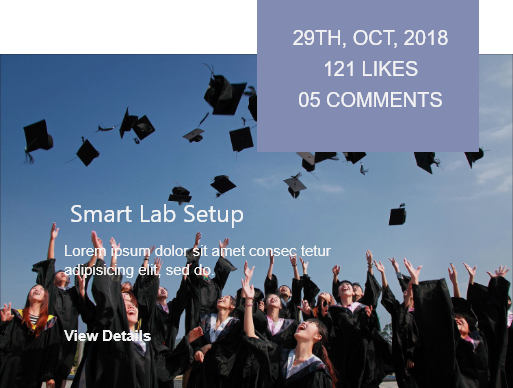 29TH, OCT, 2018
121 LIKES
05 COMMENTS
Smart Lab Setup
Lorem ipsum dolor sit amet consec tetur
adipisicing elit, sed do,
View Details